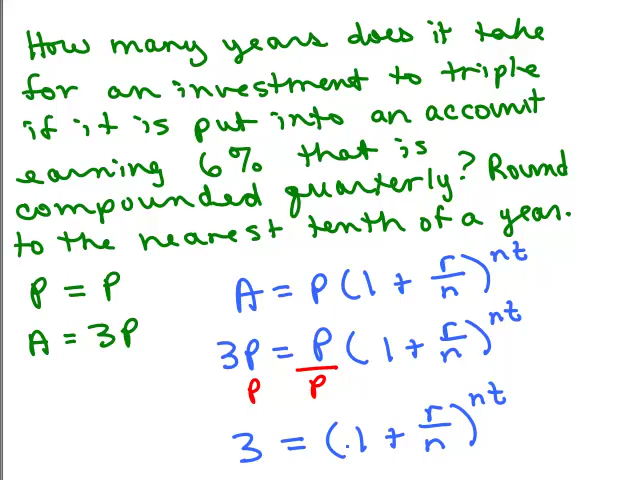 How many years does it take
for an investment to triple
if it is put into an account
earning 6% that is
compounded quarterly? Round
to the nearest tenth of a year.
P = P
A = P(1 + r/n)^nt
A = 3P
3P/P = P/P (1 + r/n)^nt
3 = (1 + r/n)^nt